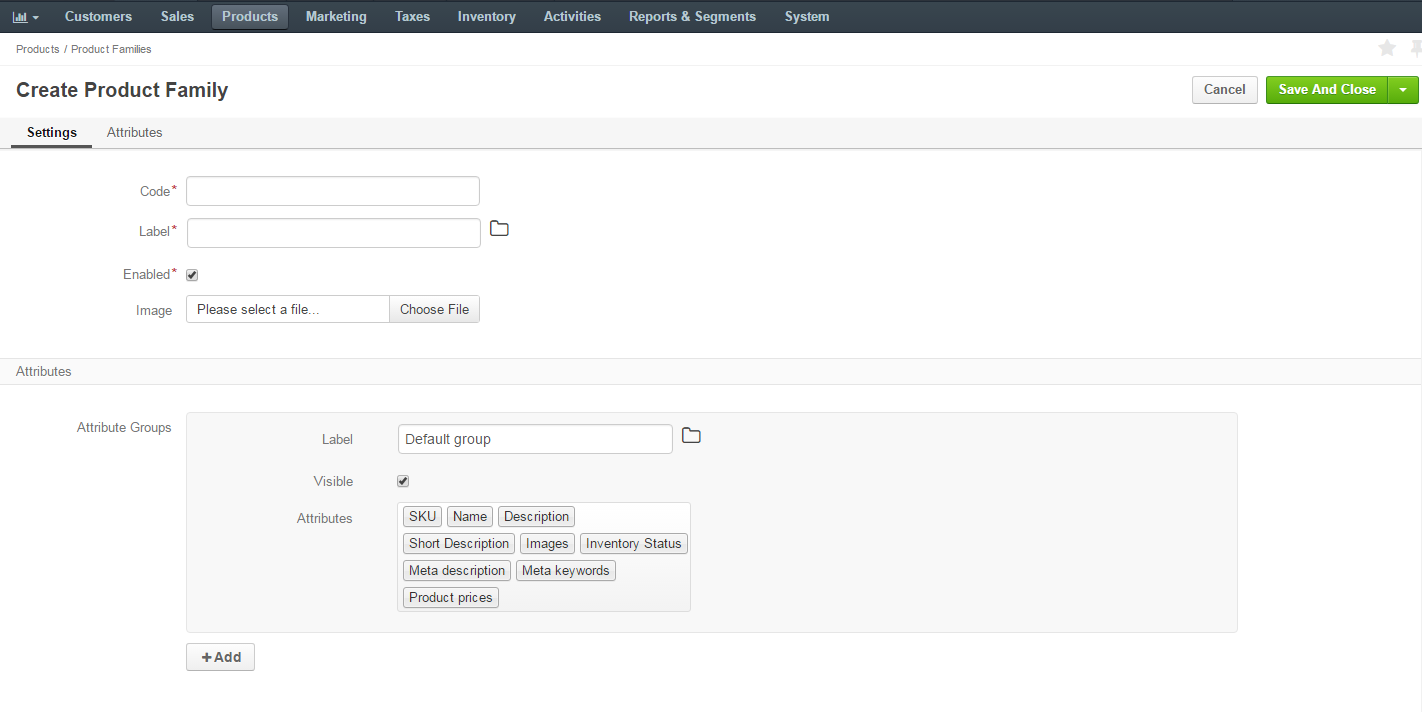 Customers Sales Products Marketing Taxes Inventory Activities Reports & Segments System
Products / Product Families
Create Product Family
Cancel
Save And Close
Settings Attributes
Code*
Label*
Enabled*
Image Please select a file... Choose File
Attributes
Attribute Groups
Label Default group
Visible
Attributes SKU Name Description
Short Description Images Inventory Status
Meta description Meta keywords
Product prices
+Add